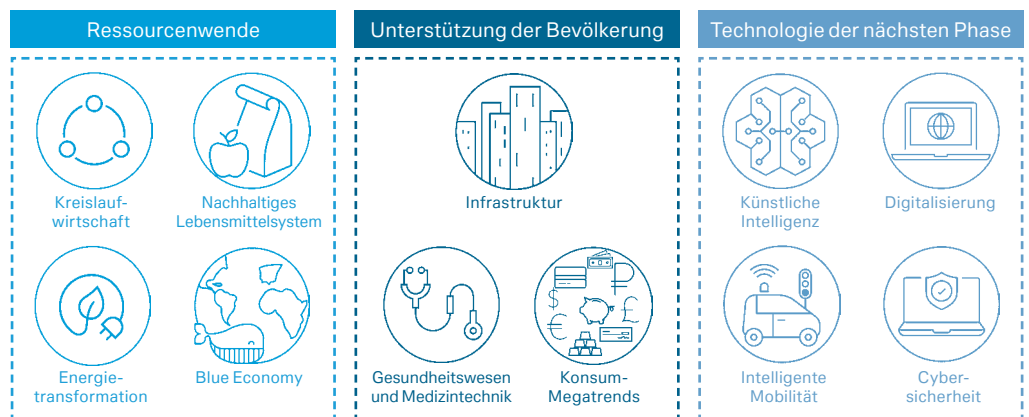 Ressourcenwende
Kreislauf-
wirtschaft
Nachhaltiges
Lebensmittelsystem
Energie-
transformation
Blue Economy
Unterstützung der Bevölkerung
Infrastruktur
Gesundheitswesen
und Medizintechnik
Konsum-
Megatrends
Technologie der nächsten Phase
Künstliche
Intelligenz
Digitalisierung
Intelligente
Mobilität
Cyber-
sicherheit